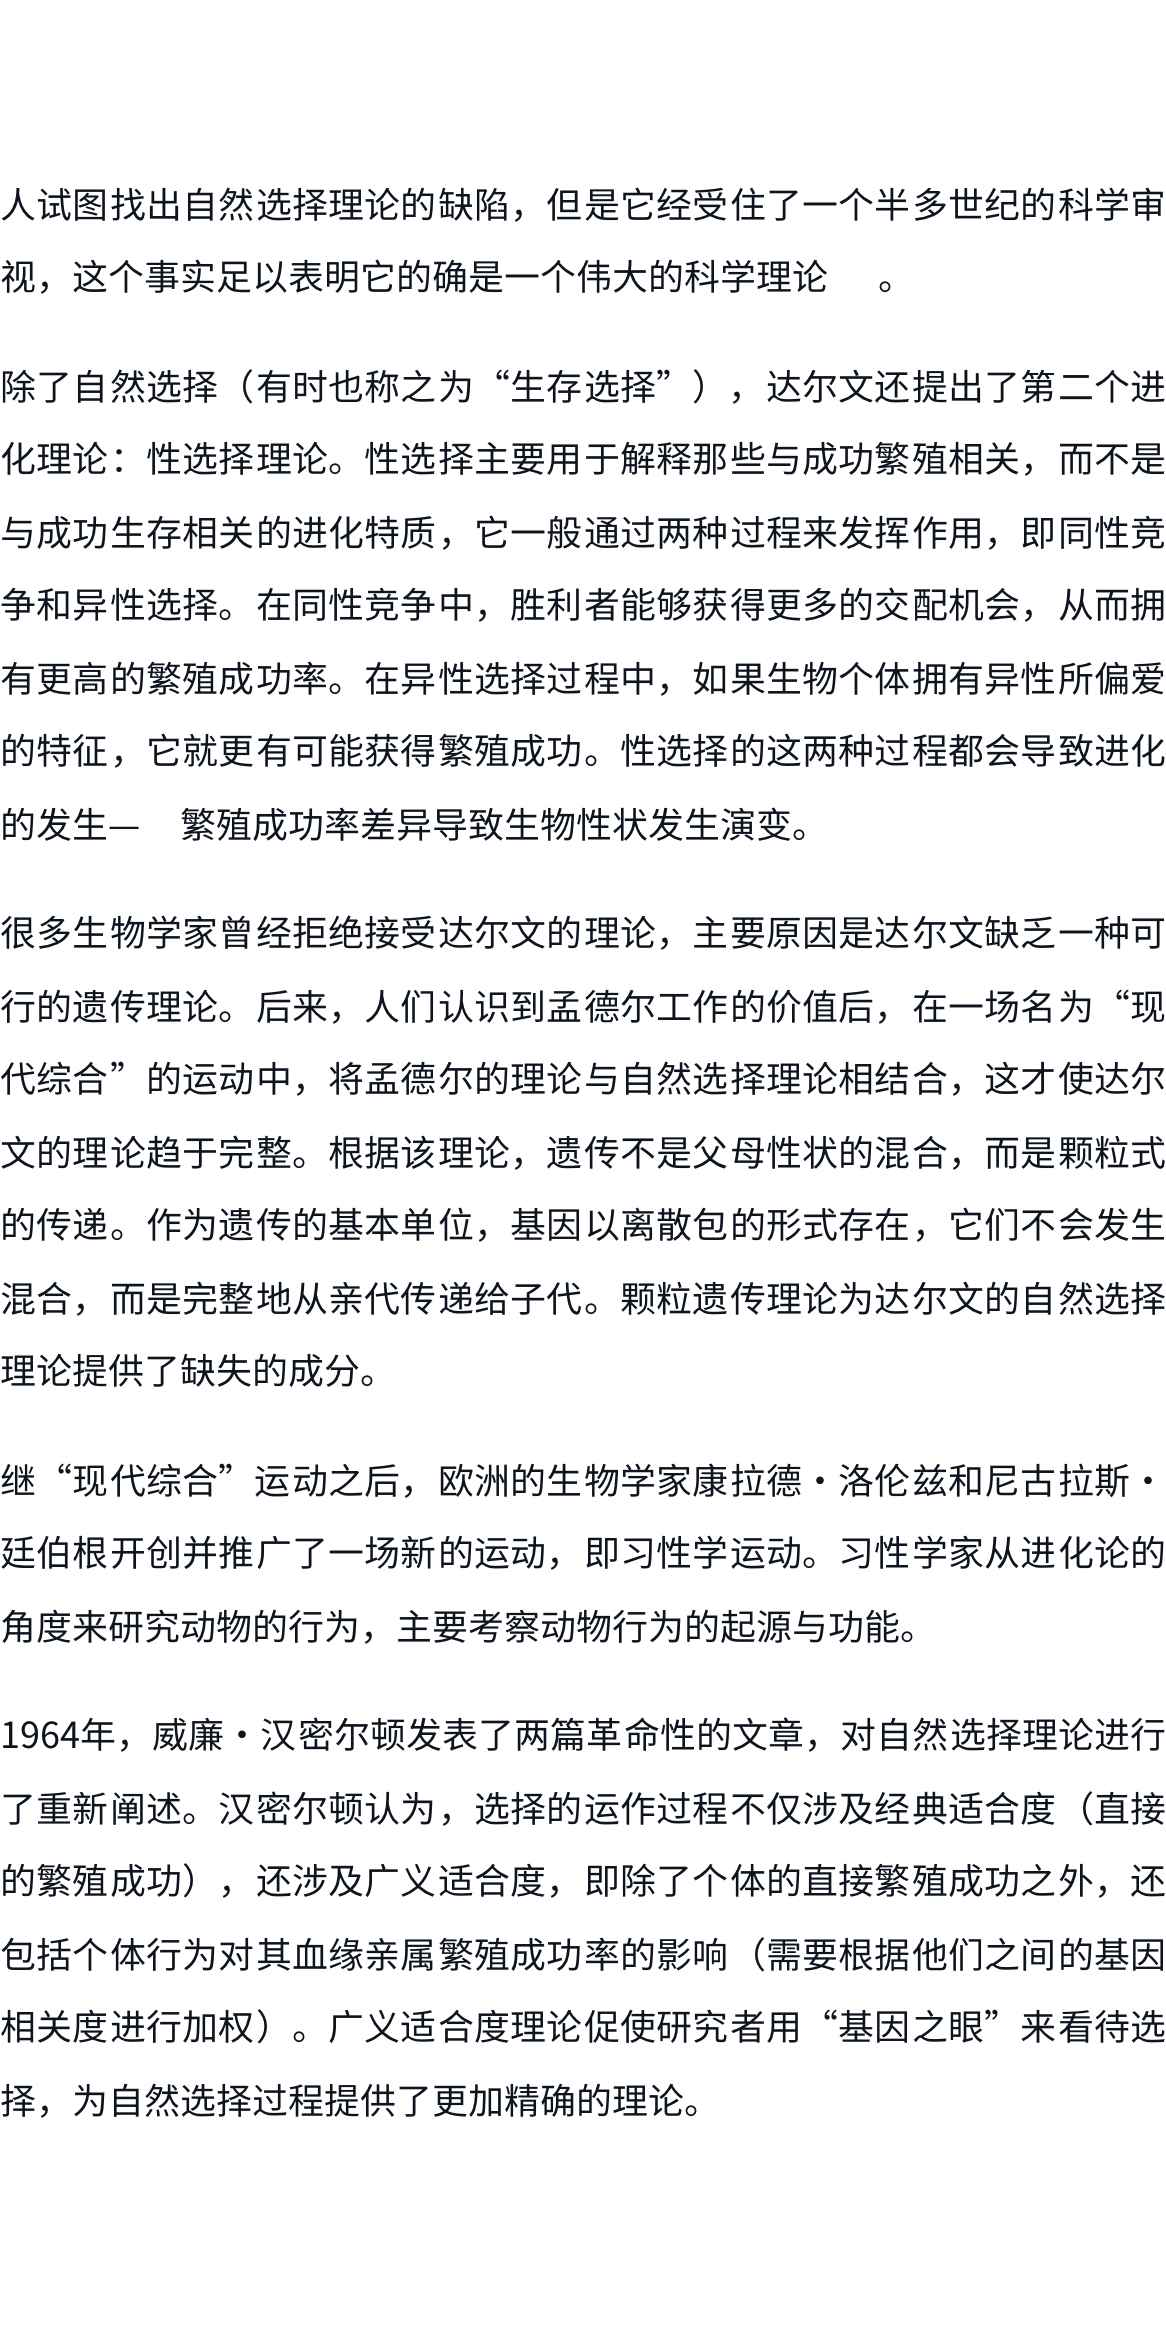 人试图找出自然选择理论的缺陷，但是它经受住了一个半多世纪的科学审
视，这个事实足以表明它的确是一个伟大的科学理论　。
除了自然选择（有时也称之为“生存选择”），达尔文还提出了第二个进
化理论：性选择理论。性选择主要用于解释那些与成功繁殖相关，而不是
与成功生存相关的进化特质，它一般通过两种过程来发挥作用，即同性竞
争和异性选择。在同性竞争中，胜利者能够获得更多的交配机会，从而拥
有更高的繁殖成功率。在异性选择过程中，如果生物个体拥有异性所偏爱
的特征，它就更有可能获得繁殖成功。性选择的这两种过程都会导致进化
的发生—　繁殖成功率差异导致生物性状发生演变。
很多生物学家曾经拒绝接受达尔文的理论，主要原因是达尔文缺乏一种可
行的遗传理论。后来，人们认识到孟德尔工作的价值后，在一场名为“现
代综合”的运动中，将孟德尔的理论与自然选择理论相结合，这才使达尔
文的理论趋于完整。根据该理论，遗传不是父母性状的混合，而是颗粒式
的传递。作为遗传的基本单位，基因以离散包的形式存在，它们不会发生
混合，而是完整地从亲代传递给子代。颗粒遗传理论为达尔文的自然选择
理论提供了缺失的成分。
继“现代综合”运动之后，欧洲的生物学家康拉德·洛伦兹和尼古拉斯·
廷伯根开创并推广了一场新的运动，即习性学运动。习性学家从进化论的
角度来研究动物的行为，主要考察动物行为的起源与功能。
1964年，威廉·汉密尔顿发表了两篇革命性的文章，对自然选择理论进行
了重新阐述。汉密尔顿认为，选择的运作过程不仅涉及经典适合度（直接
的繁殖成功），还涉及广义适合度，即除了个体的直接繁殖成功之外，还
包括个体行为对其血缘亲属繁殖成功率的影响（需要根据他们之间的基因
相关度进行加权）。广义适合度理论促使研究者用“基因之眼”来看待选
择，为自然选择过程提供了更加精确的理论。